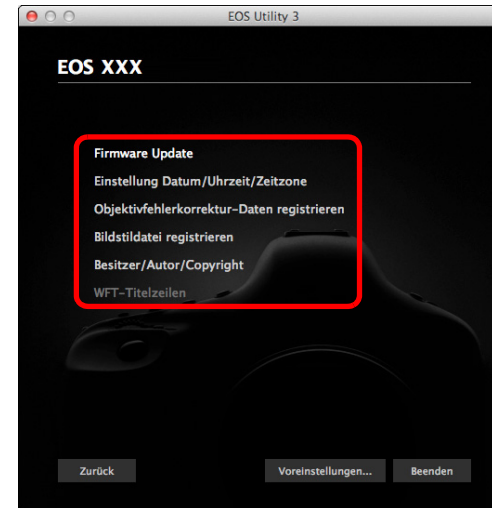 EOS Utility 3
EOS XXX
Firmware Update
Einstellung Datum/Uhrzeit/Zeitzone
Objektivfehlerkorrektur-Daten registrieren
Bildstildatei registrieren
Besitzer/Autor/Copyright
WFT-Titelzeilen
Zurück Voreinstellungen... Beenden